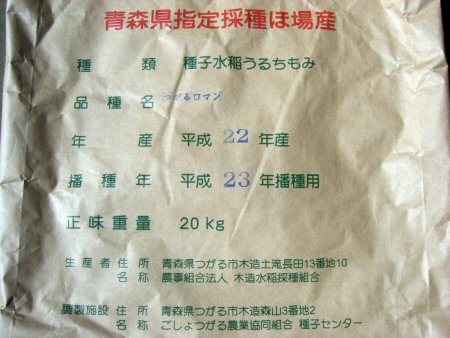 青森県指定採種ほ場産
種 類 種子水稲うるちもみ
品種名 つがるロマン
年 産 平成 22 年産
播種年 平成 23 年播種用
正味重量 20kg
生産者住所 青森県つがる市木造土滝長田13番地10
名称 農事組合法人 木造水稲採種組合
調製施設住所 青森県つがる市木造森山3番地2
名称 ごしょつがる農業協同組合 種子センター